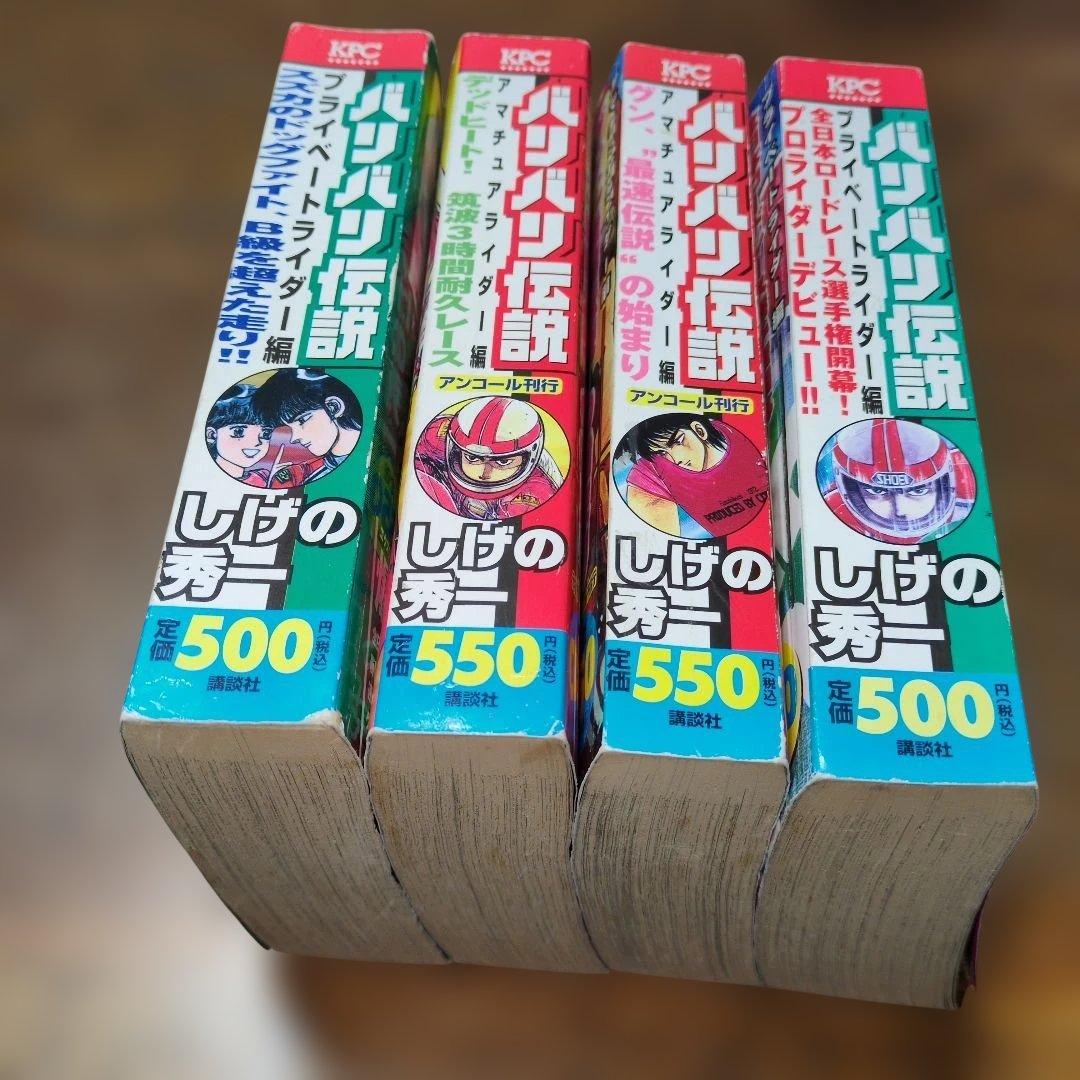 KPC
バリバリ伝説
プライベートライダー編
スズカのドッグファイト、B級を超えた走り!!
しげの
秀一
定価500円(税込)
講談社
KPC
バリバリ伝説
アマチュアライダー編
デッドヒート! 筑波3時間耐久レース
アンコール刊行
しげの
秀一
定価550円(税込)
講談社
KPC
バリバリ伝説
アマチュアライダー編
グン、"最速伝説"の始まり
アンコール刊行
PRODUCED BY
しげの
秀一
定価550円(税込)
講談社
KPC
バリバリ伝説
プライベートライダー編
全日本ロードレース選手権開幕!
プロライダーデビュー!!
SHOEI
しげの
秀一
定価500円(税込)
講談社